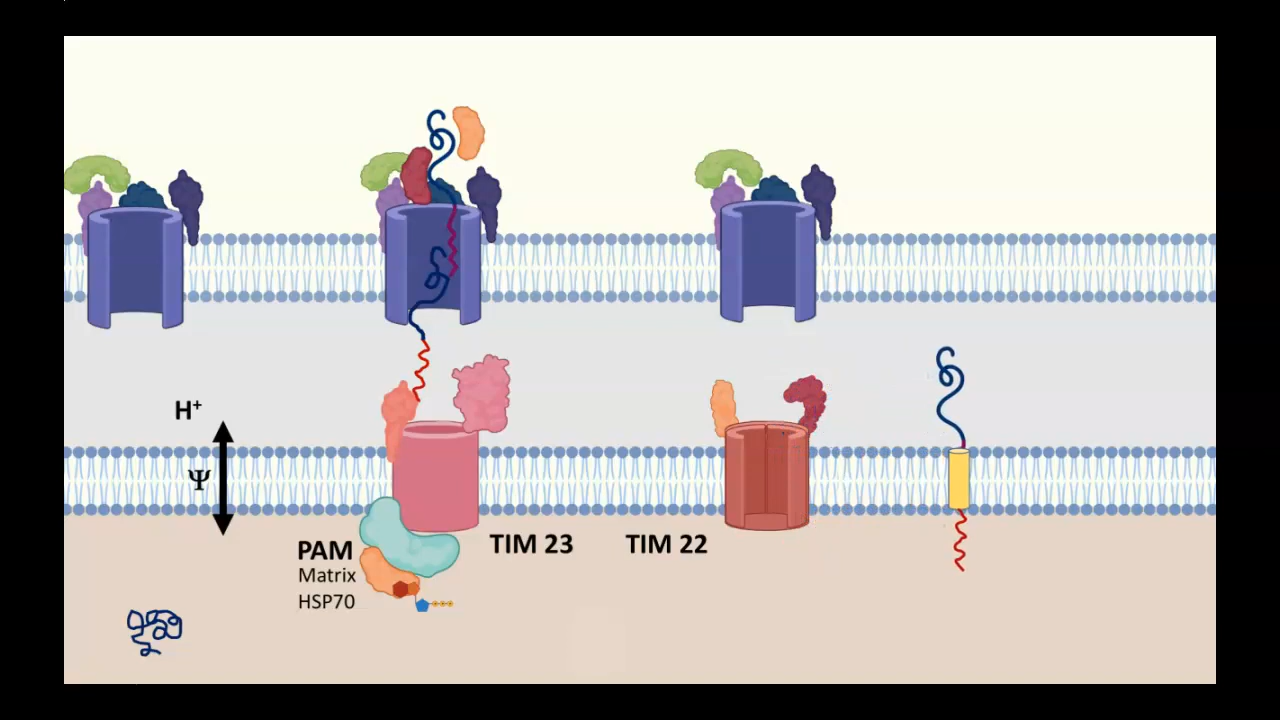 H⁺
Ψ
PAM
Matrix
HSP70
TIM 23
TIM 22